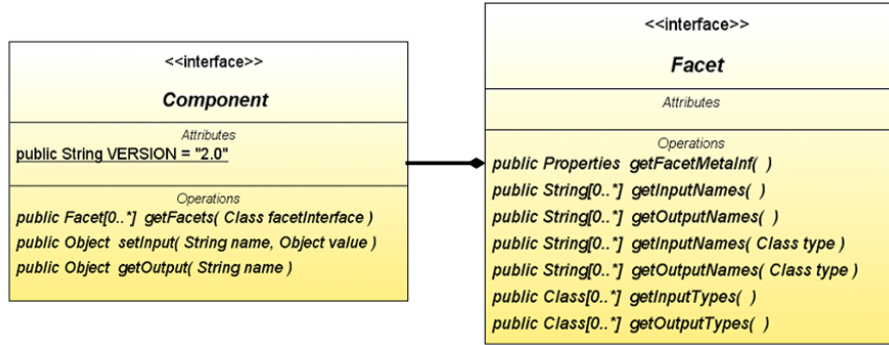 <<interface>>
Component
Attributes
public String VERSION = "2.0"
Operations
public Facet[0..*] getFacets( Class facetInterface )
public Object setInput( String name, Object value )
public Object getOutput( String name )
<<interface>>
Facet
Attributes
Operations
public Properties getFacetMetaInf( )
public String[0..*] getInputNames( )
public String[0..*] getOutputNames( )
public String[0..*] getInputNames( Class type )
public String[0..*] getOutputNames( Class type )
public Class[0..*] getInputTypes( )
public Class[0..*] getOutputTypes( )